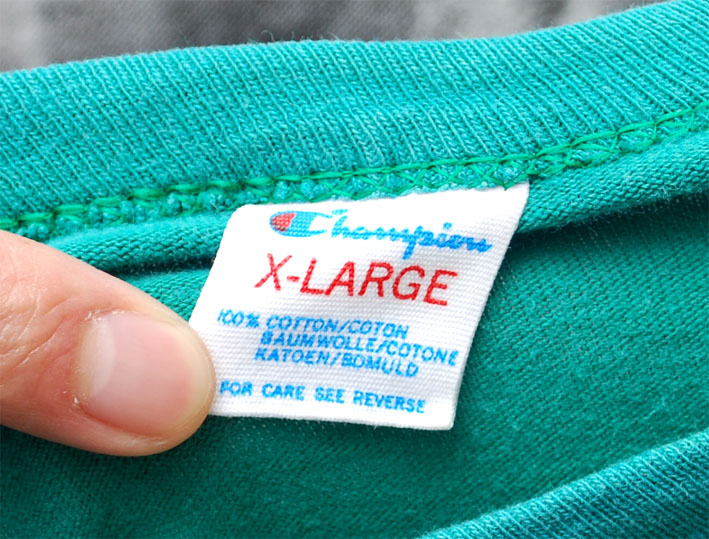 Champion
X-LARGE
100% COTTON/COTON
BAUMWOLLE/COTONE
KATOEN/BOMULD
FOR CARE SEE REVERSE